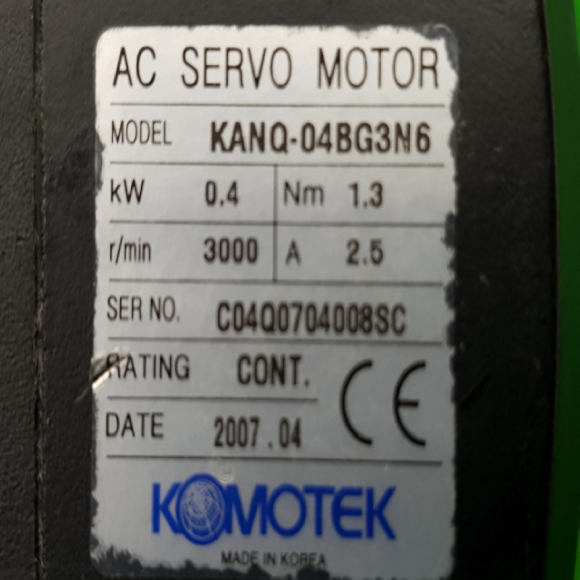 AC SERVO MOTOR
MODEL KANQ-04BG3N6
kW 0.4 Nm 1.3
r/min 3000 A 2.5
SER NO. C04Q0704008SC
RATING CONT.
DATE 2007.04
CE
KOMOTEK
MADE IN KOREA